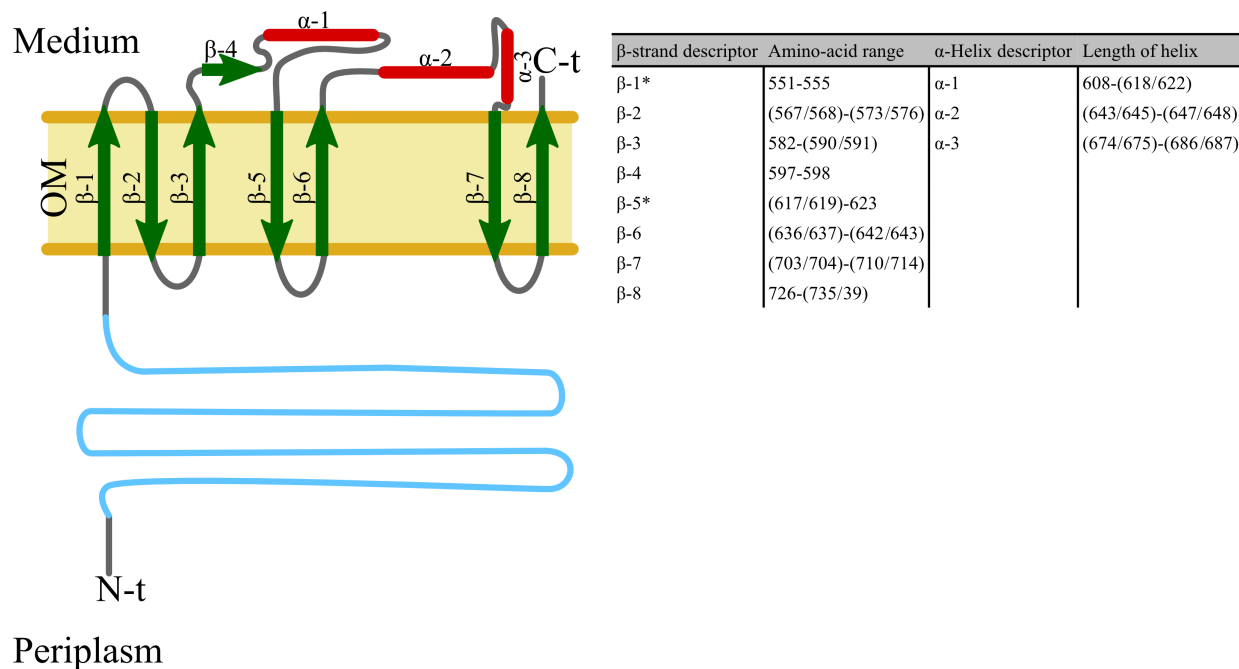 Medium
α-1
β-4
α-2
α-3
C-t
OM
β-1
β-2
β-3
β-5
β-6
β-7
β-8
N-t
Periplasm
β-strand descriptor Amino-acid range α-Helix descriptor Length of helix
β-1* 551-555 α-1 608-(618/622)
β-2 (567/568)-(573/576) α-2 (643/645)-(647/648)
β-3 582-(590/591) α-3 (674/675)-(686/687)
β-4 597-598
β-5* (617/619)-623
β-6 (636/637)-(642/643)
β-7 (703/704)-(710/714)
β-8 726-(735/39)